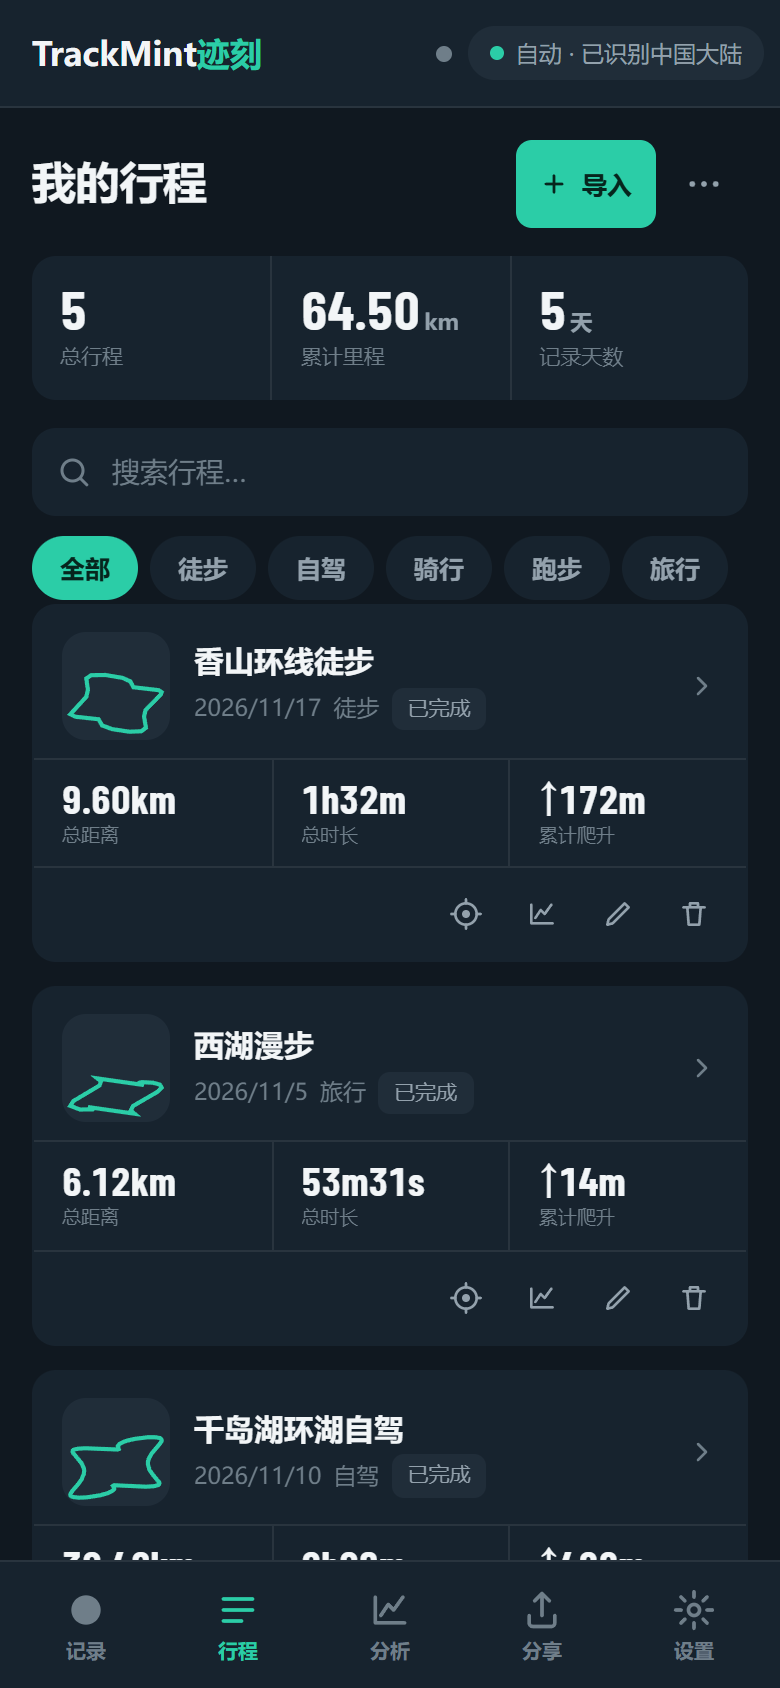 TrackMint迹刻
自动 · 已识别中国大陆
我的行程
+ 导入
5
64.50 km
5 天
总行程
累计里程
记录天数
搜索行程...
全部
徒步
自驾
骑行
跑步
旅行
香山环线徒步
2026/11/17 徒步 已完成
9.60km
1h32m
↑172m
总距离
总时长
累计爬升
西湖漫步
2026/11/5 旅行 已完成
6.12km
53m31s
↑14m
总距离
总时长
累计爬升
千岛湖环湖自驾
2026/11/10 自驾 已完成
记录
行程
分析
分享
设置